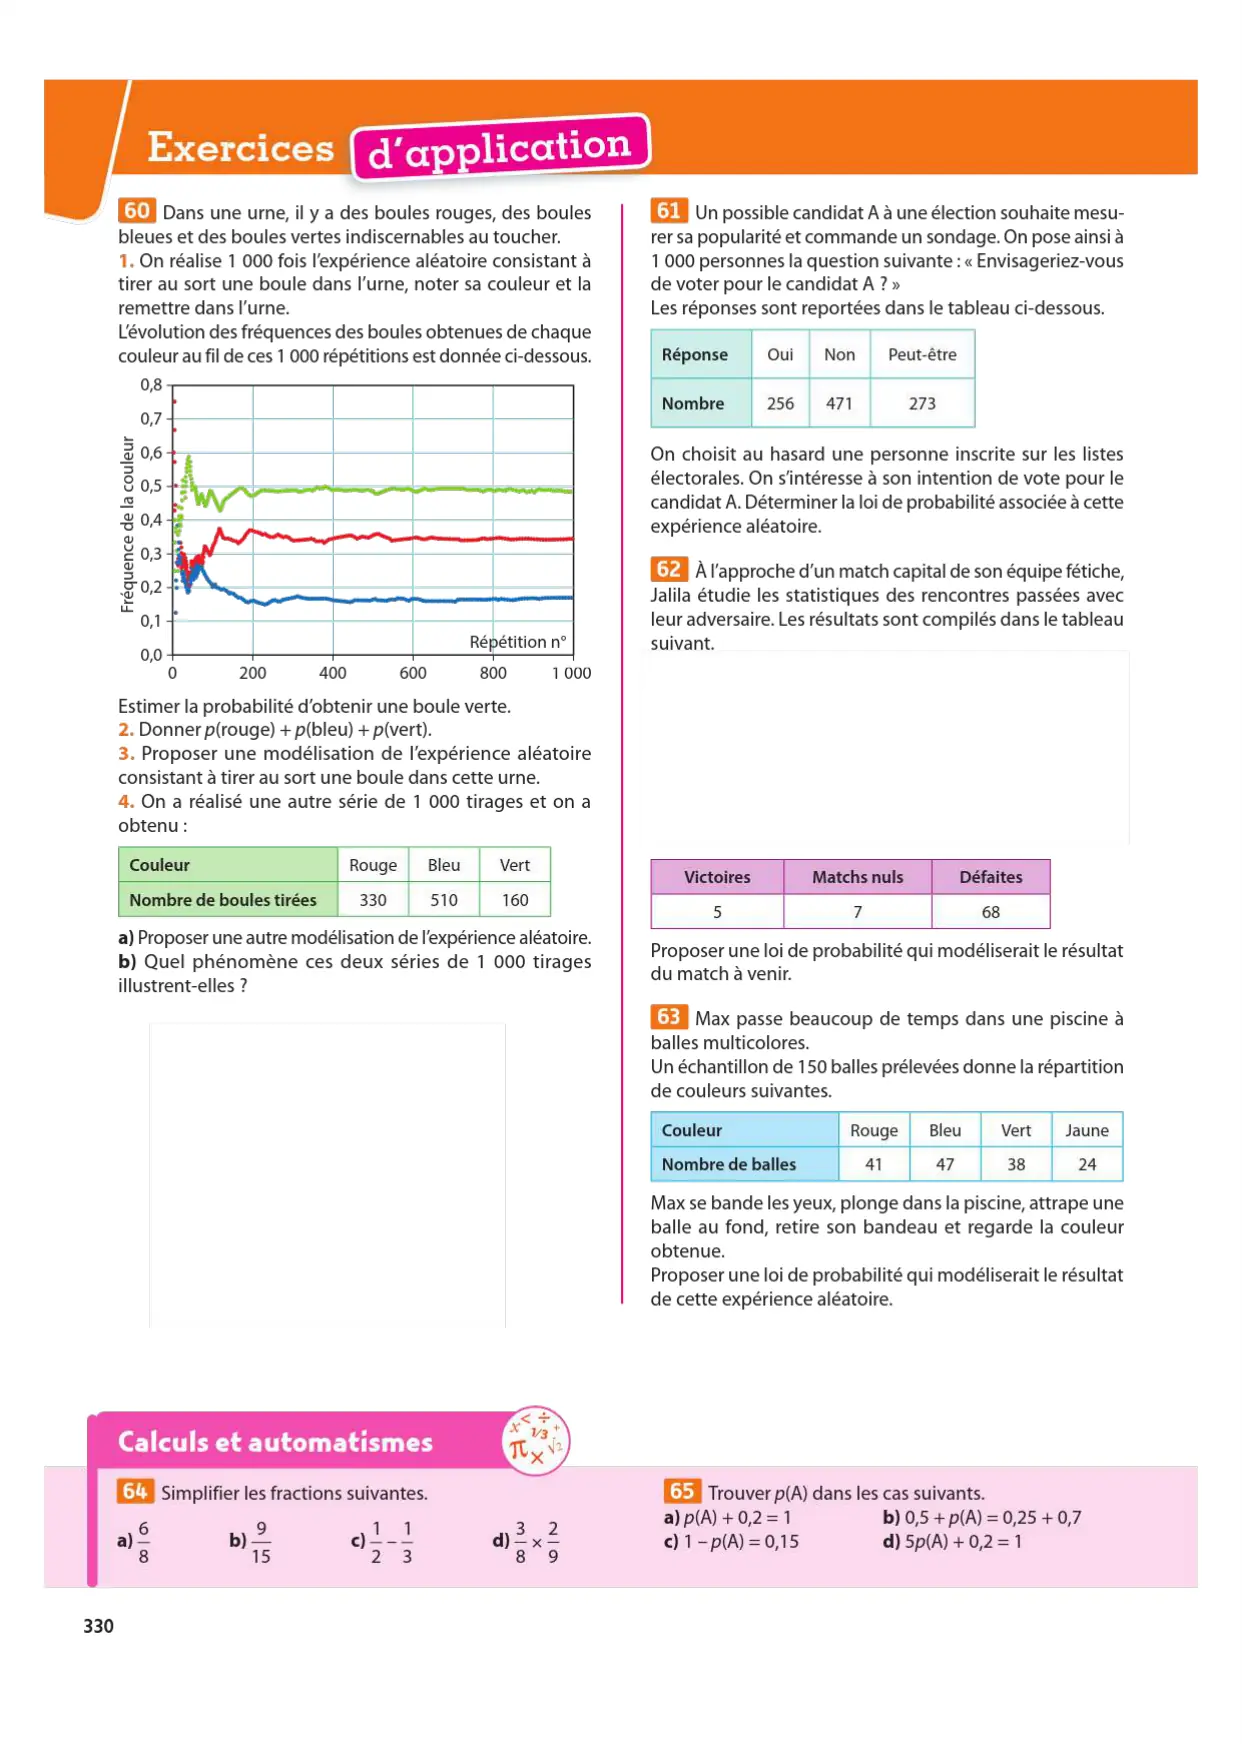 Exercices d'application
60 Dans une urne, il y a des boules rouges, des boules
bleues et des boules vertes indiscernables au toucher.
1. On réalise 1 000 fois l'expérience aléatoire consistant à
tirer au sort une boule dans l'urne, noter sa couleur et la
remettre dans l'urne.
L'évolution des fréquences des boules obtenues de chaque
couleur au fil de ces 1 000 répétitions est donnée ci-dessous.
Fréquence de la couleur
0,8
0,7
0,6
0,5
0,4
0,3
0,2
0,1
0,0
Répétition n°
0 200 400 600 800 1 000
Estimer la probabilité d'obtenir une boule verte.
2. Donner p(rouge) + p(bleu) + p(vert).
3. Proposer une modélisation de l'expérience aléatoire
consistant à tirer au sort une boule dans cette urne.
4. On a réalisé une autre série de 1 000 tirages et on a
obtenu :
Couleur Rouge Bleu Vert
Nombre de boules tirées 330 510 160
a) Proposer une autre modélisation de l'expérience aléatoire.
b) Quel phénomène ces deux séries de 1 000 tirages
illustrent-elles ?
61 Un possible candidat A à une élection souhaite mesu-
rer sa popularité et commande un sondage. On pose ainsi à
1 000 personnes la question suivante : « Envisageriez-vous
de voter pour le candidat A ? »
Les réponses sont reportées dans le tableau ci-dessous.
Réponse Oui Non Peut-être
Nombre 256 471 273
On choisit au hasard une personne inscrite sur les listes
électorales. On s'intéresse à son intention de vote pour le
candidat A. Déterminer la loi de probabilité associée à cette
expérience aléatoire.
62 À l'approche d'un match capital de son équipe fétiche,
Jalila étudie les statistiques des rencontres passées avec
leur adversaire. Les résultats sont compilés dans le tableau
suivant.
Victoires Matchs nuls Défaites
5 7 68
Proposer une loi de probabilité qui modéliserait le résultat
du match à venir.
63 Max passe beaucoup de temps dans une piscine à
balles multicolores.
Un échantillon de 150 balles prélevées donne la répartition
de couleurs suivantes.
Couleur Rouge Bleu Vert Jaune
Nombre de balles 41 47 38 24
Max se bande les yeux, plonge dans la piscine, attrape une
balle au fond, retire son bandeau et regarde la couleur
obtenue.
Proposer une loi de probabilité qui modéliserait le résultat
de cette expérience aléatoire.
Calculs et automatismes
x < ÷ + 1/3 π × √2
64 Simplifier les fractions suivantes.
a) 6/8 b) 9/15 c) 1/2 – 1/3 d) 3/8 × 2/9
65 Trouver p(A) dans les cas suivants.
a) p(A) + 0,2 = 1 b) 0,5 + p(A) = 0,25 + 0,7
c) 1 – p(A) = 0,15 d) 5p(A) + 0,2 = 1
330